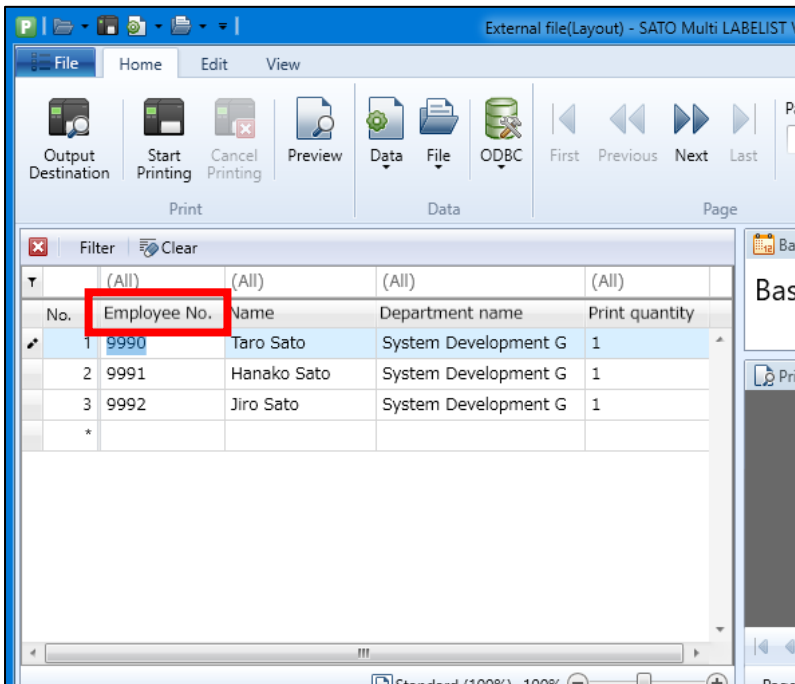 P
External file(Layout) - SATO Multi LABELIST V
File Home Edit View
Output Destination Start Printing Cancel Printing Preview Data File ODBC First Previous Next Last
Print Data Page
Filter Clear Ba
(All) (All) (All) (All)
Bas
No. Employee No. Name Department name Print quantity
1 9990 Taro Sato System Development G 1
2 9991 Hanako Sato System Development G 1
Pri
3 9992 Jiro Sato System Development G 1
*